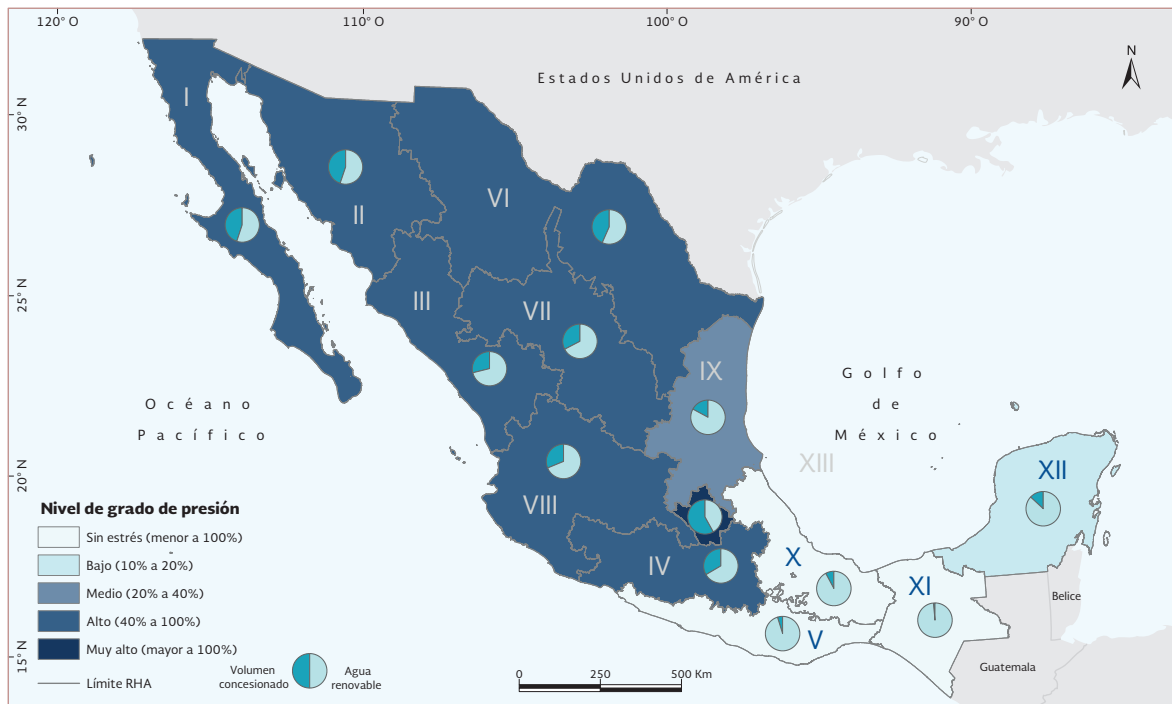 120° O
110° O
100° O
90° O
N
Estados Unidos de América
30° N
I
II
VI
25° N
III
VII
IX
Golfo
de
México
Océano
Pacífico
XIII
XII
20° N
VIII
Nivel de grado de presión
Sin estrés (menor a 100%)
Bajo (10% a 20%)
Medio (20% a 40%)
Alto (40% a 100%)
Muy alto (mayor a 100%)
Límite RHA
IV
X
XI
V
Belice
Guatemala
15° N
Volumen
concesionado
Agua
renovable
0 250 500 Km